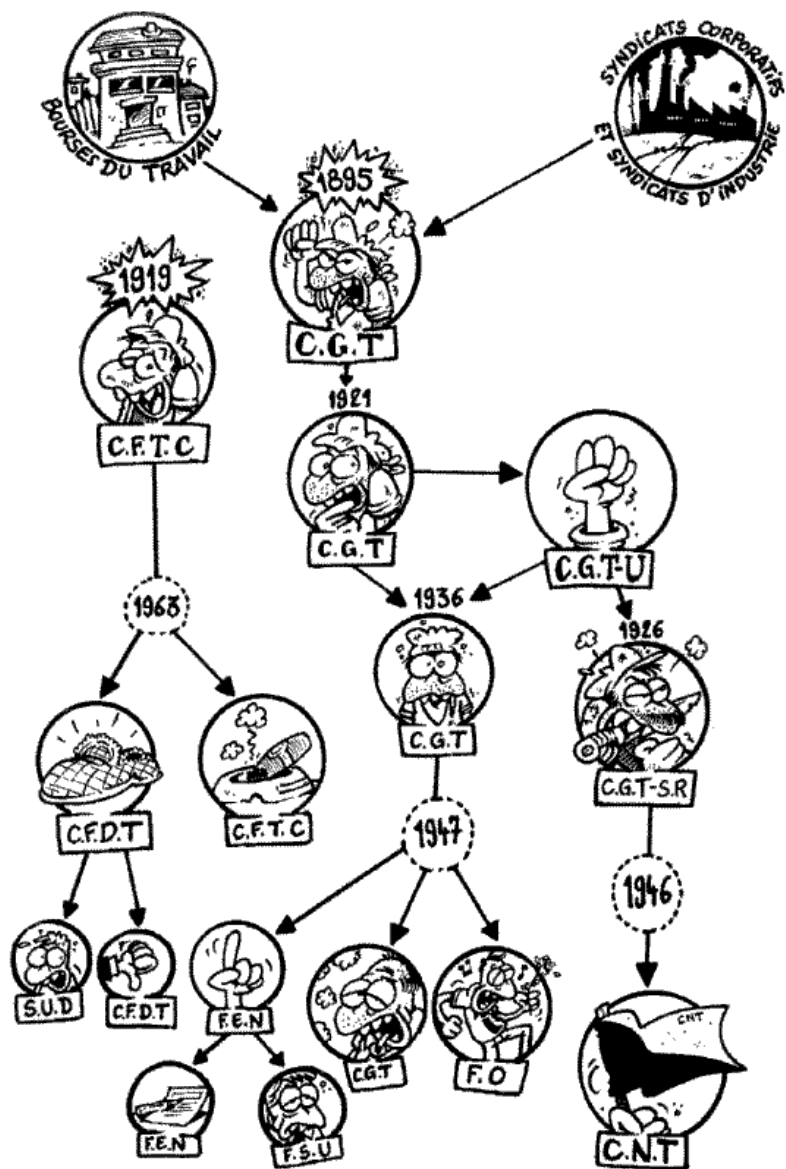 BOURSES DU TRAVAIL
SYNDICATS CORPORATIFS
ET SYNDICATS D'INDUSTRIE
1895
C.G.T
1919
C.F.T.C
1921
C.G.T
C.G.T-U
1963
1936
C.G.T
1926
C.G.T-S.R
C.F.D.T
C.F.T.C
1947
1946
S.U.D
C.F.D.T
F.E.N
C.G.T
F.O
CNT
C.N.T
F.E.N
F.S.U